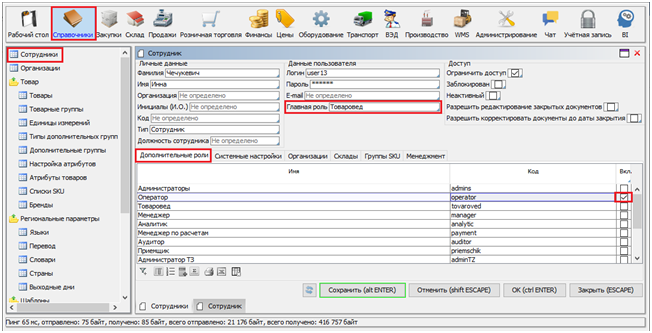 Рабочий стол Справочники Закупки Склад Продажи Розничная торговля Финансы Цены Оборудование Транспорт ВЭД Производство WMS Администрирование Чат Учётная запись BI
Сотрудники
Организации
Товар
Товары
Товарные группы
Единицы измерений
Типы дополнительных групп
Дополнительные группы
Настройка атрибутов
Атрибуты товаров
Списки SKU
Бренды
Региональные параметры
Языки
Перевод
Словари
Страны
Выходные дни
Шаблоны
Сотрудник
Личные данные
Фамилия Чечукевич
Имя Инна
Организация Не определено
Инициалы (И.О.) Не определено
Код Не определено
Тип Сотрудник
Должность сотрудника Не определено
Данные пользователя
Логин user13
Пароль ******
E-mail Не определено
Главная роль Товаровед
Доступ
Ограничить доступ
Заблокирован
Неактивный
Разрешить редактирование закрытых документов
Разрешить корректировать документы до даты закрытия
Дополнительные роли Системные настройки Организации Склады Группы SKU Менеджмент
Имя Код Вкл.
Администраторы admins
Оператор operator
Товаровед tovaroved
Менеджер manager
Аналитик analytic
Менеджер по расчетам payment
Аудитор auditor
Приемщик priemschik
Администратор ТЗ adminTZ
Сохранить (alt ENTER) Отменить (shift ESCAPE) OK (ctrl ENTER) Закрыть (ESCAPE)
Сотрудники Сотрудник
Пинг 65 мс, отправлено: 75 байт, получено: 85 байт, всего отправлено: 21 176 байт, всего получено: 416 757 байт